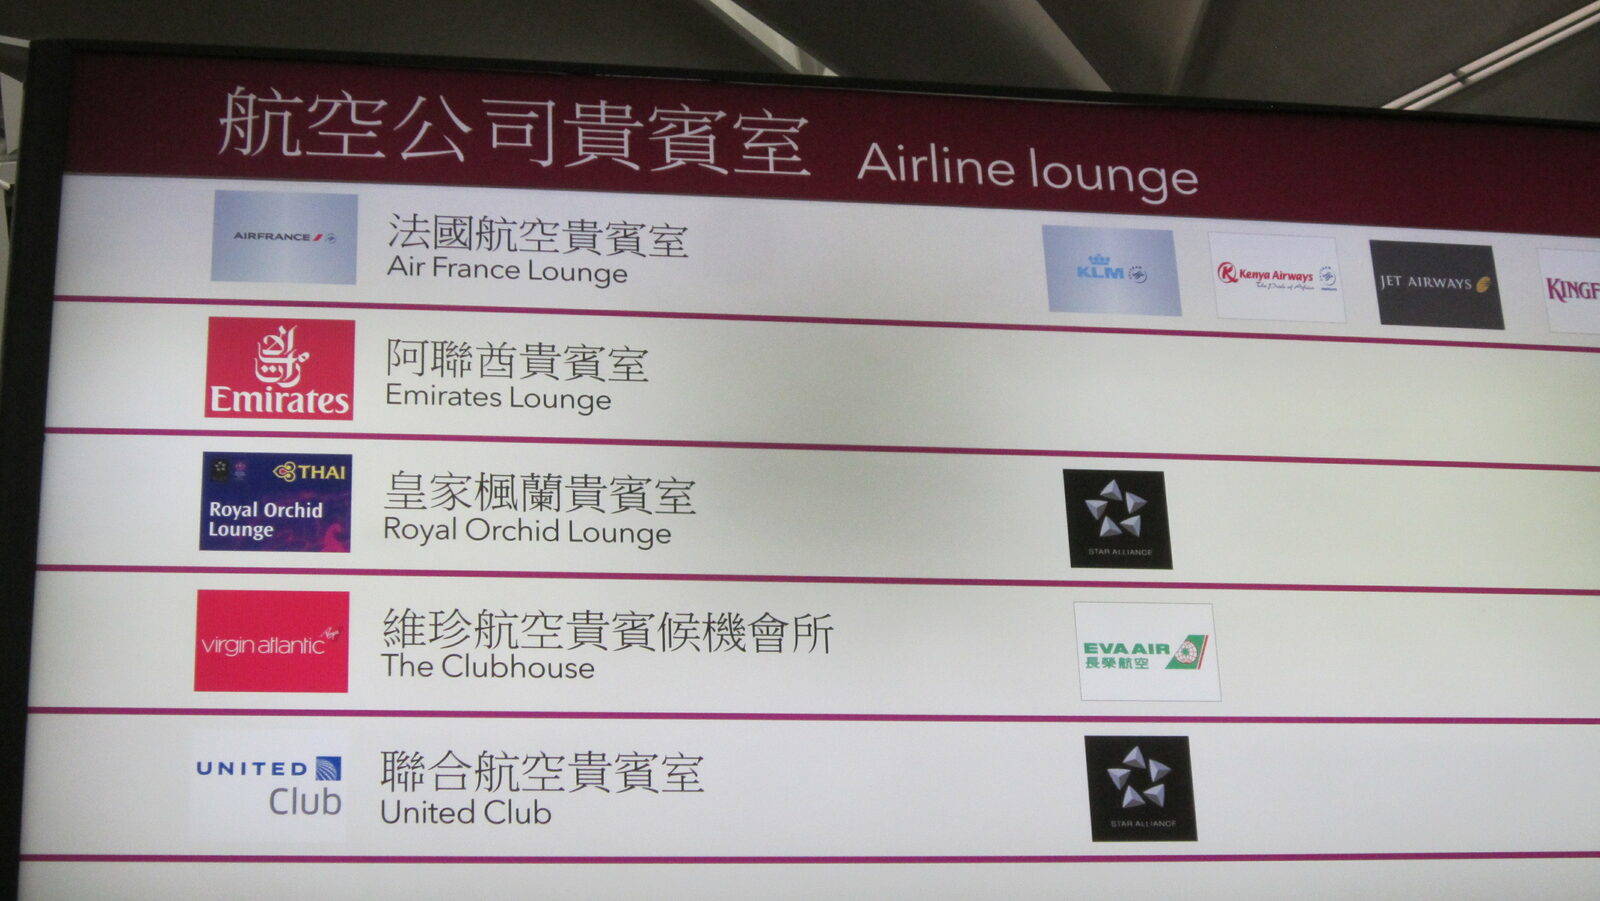 航空公司貴賓室 Airline lounge
AIRFRANCE
法國航空貴賓室
Air France Lounge
KLM
Kenya Airways
The Pride of Africa
JET AIRWAYS
Emirates
阿聯酋貴賓室
Emirates Lounge
THAI
Royal Orchid
Lounge
皇家楓蘭貴賓室
Royal Orchid Lounge
STAR ALLIANCE
virgin atlantic
維珍航空貴賓候機會所
The Clubhouse
EVA AIR
長榮航空
UNITED
Club
聯合航空貴賓室
United Club
STAR ALLIANCE